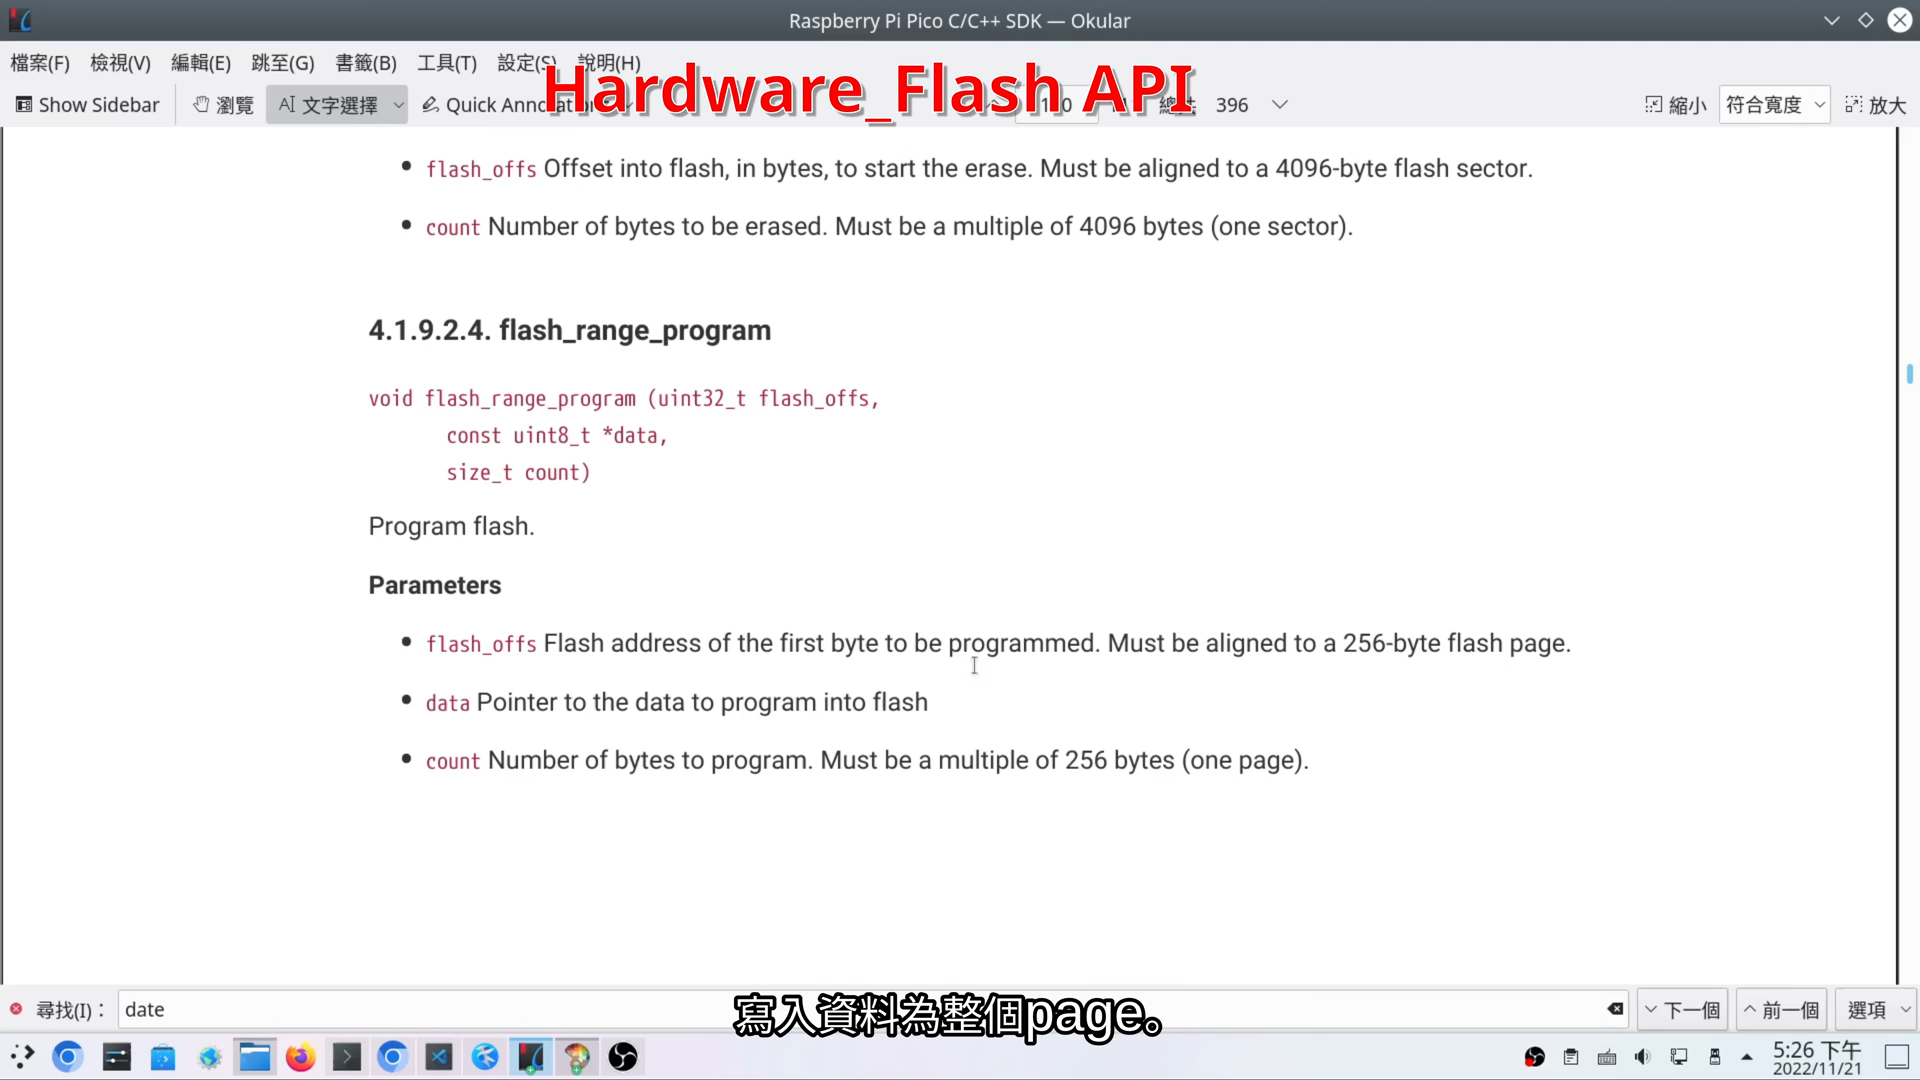 Raspberry Pi Pico C/C++ SDK — Okular
檔案(F) 檢視(V) 編輯(E) 跳至(G) 書籤(B) 工具(T) 設定(S) 說明(H)
Hardware_Flash API
Show Sidebar 瀏覽 文字選擇 Quick Annotations 396 縮小 符合寬度 放大
• flash_offs Offset into flash, in bytes, to start the erase. Must be aligned to a 4096-byte flash sector.
• count Number of bytes to be erased. Must be a multiple of 4096 bytes (one sector).
4.1.9.2.4. flash_range_program
void flash_range_program (uint32_t flash_offs,
const uint8_t *data,
size_t count)
Program flash.
Parameters
• flash_offs Flash address of the first byte to be programmed. Must be aligned to a 256-byte flash page.
• data Pointer to the data to program into flash
• count Number of bytes to program. Must be a multiple of 256 bytes (one page).
尋找(I)： date 下一個 前一個 選項
寫入資料為整個page。
5:26 下午
2022/11/21